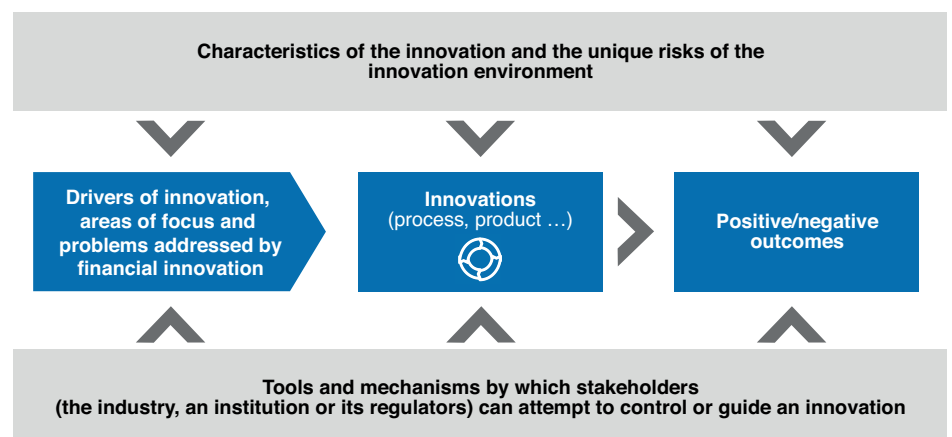 Characteristics of the innovation and the unique risks of the
innovation environment
Drivers of innovation,
areas of focus and
problems addressed by
financial innovation
Innovations
(process, product …)
Positive/negative
outcomes
Tools and mechanisms by which stakeholders
(the industry, an institution or its regulators) can attempt to control or guide an innovation